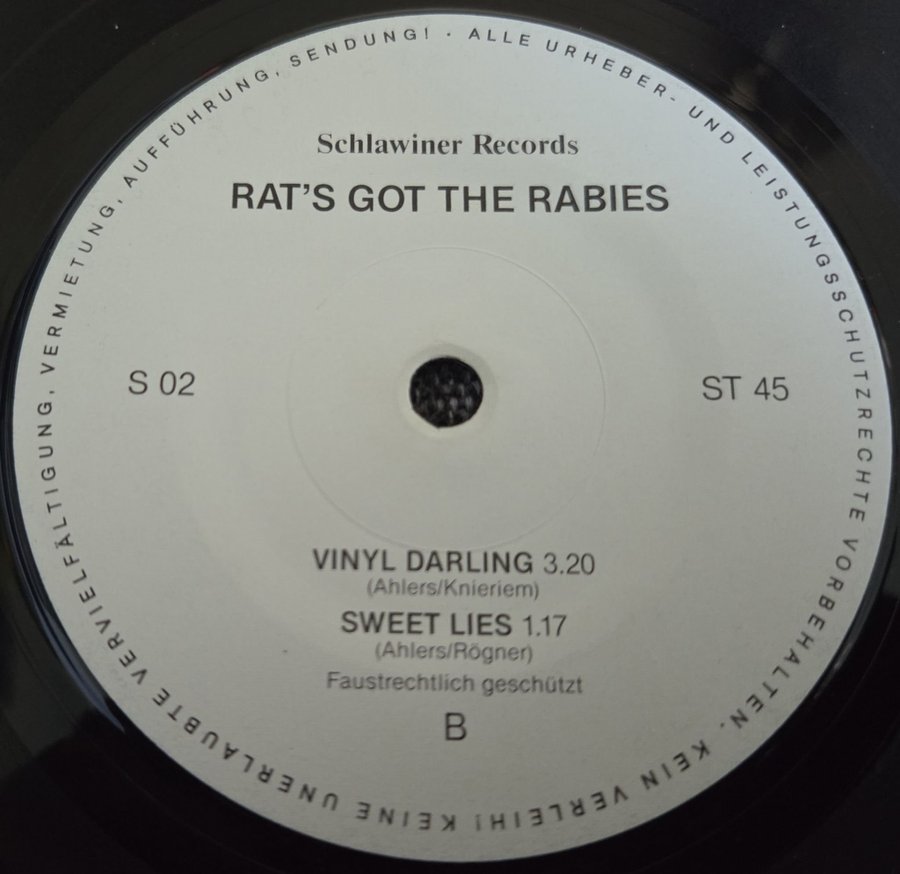 ALLE URHEBER- UND LEISTUNGSSCHUTZRECHTE VORBEHALTEN. KEIN VERLEIH! KEINE UNERLAUBTE VERVIELFÄLTIGUNG, VERMIETUNG, AUFFÜHRUNG, SENDUNG! ·
Schlawiner Records
RAT'S GOT THE RABIES
S 02
ST 45
VINYL DARLING 3.20
(Ahlers/Knieriem)
SWEET LIES 1.17
(Ahlers/Rögner)
Faustrechtlich geschützt
B